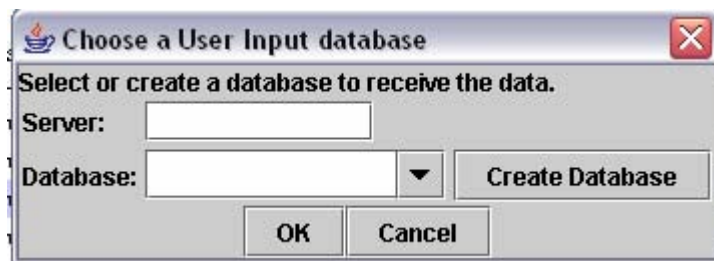 Choose a User Input database
Select or create a database to receive the data.
Server:
Database: Create Database
OK Cancel